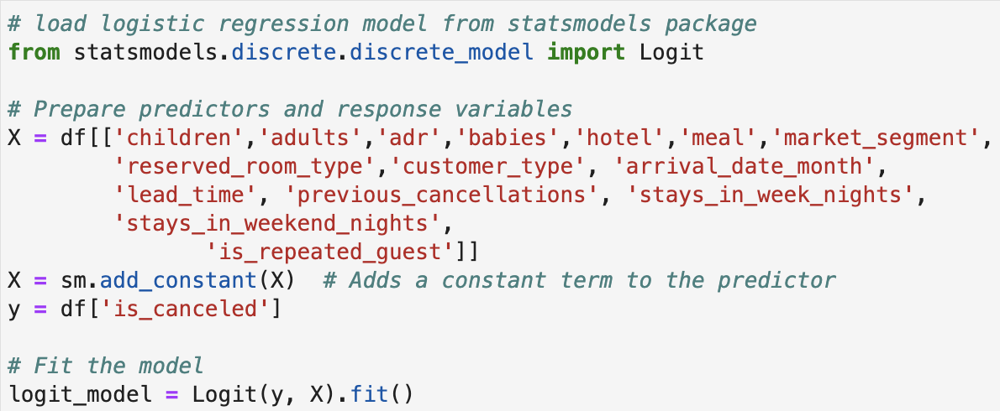 # load logistic regression model from statsmodels package
from statsmodels.discrete.discrete_model import Logit

# Prepare predictors and response variables
X = df[['children','adults','adr','babies','hotel','meal','market_segment',
        'reserved_room_type','customer_type', 'arrival_date_month',
        'lead_time', 'previous_cancellations', 'stays_in_week_nights',
        'stays_in_weekend_nights',
               'is_repeated_guest']]
X = sm.add_constant(X)  # Adds a constant term to the predictor
y = df['is_canceled']

# Fit the model
logit_model = Logit(y, X).fit()